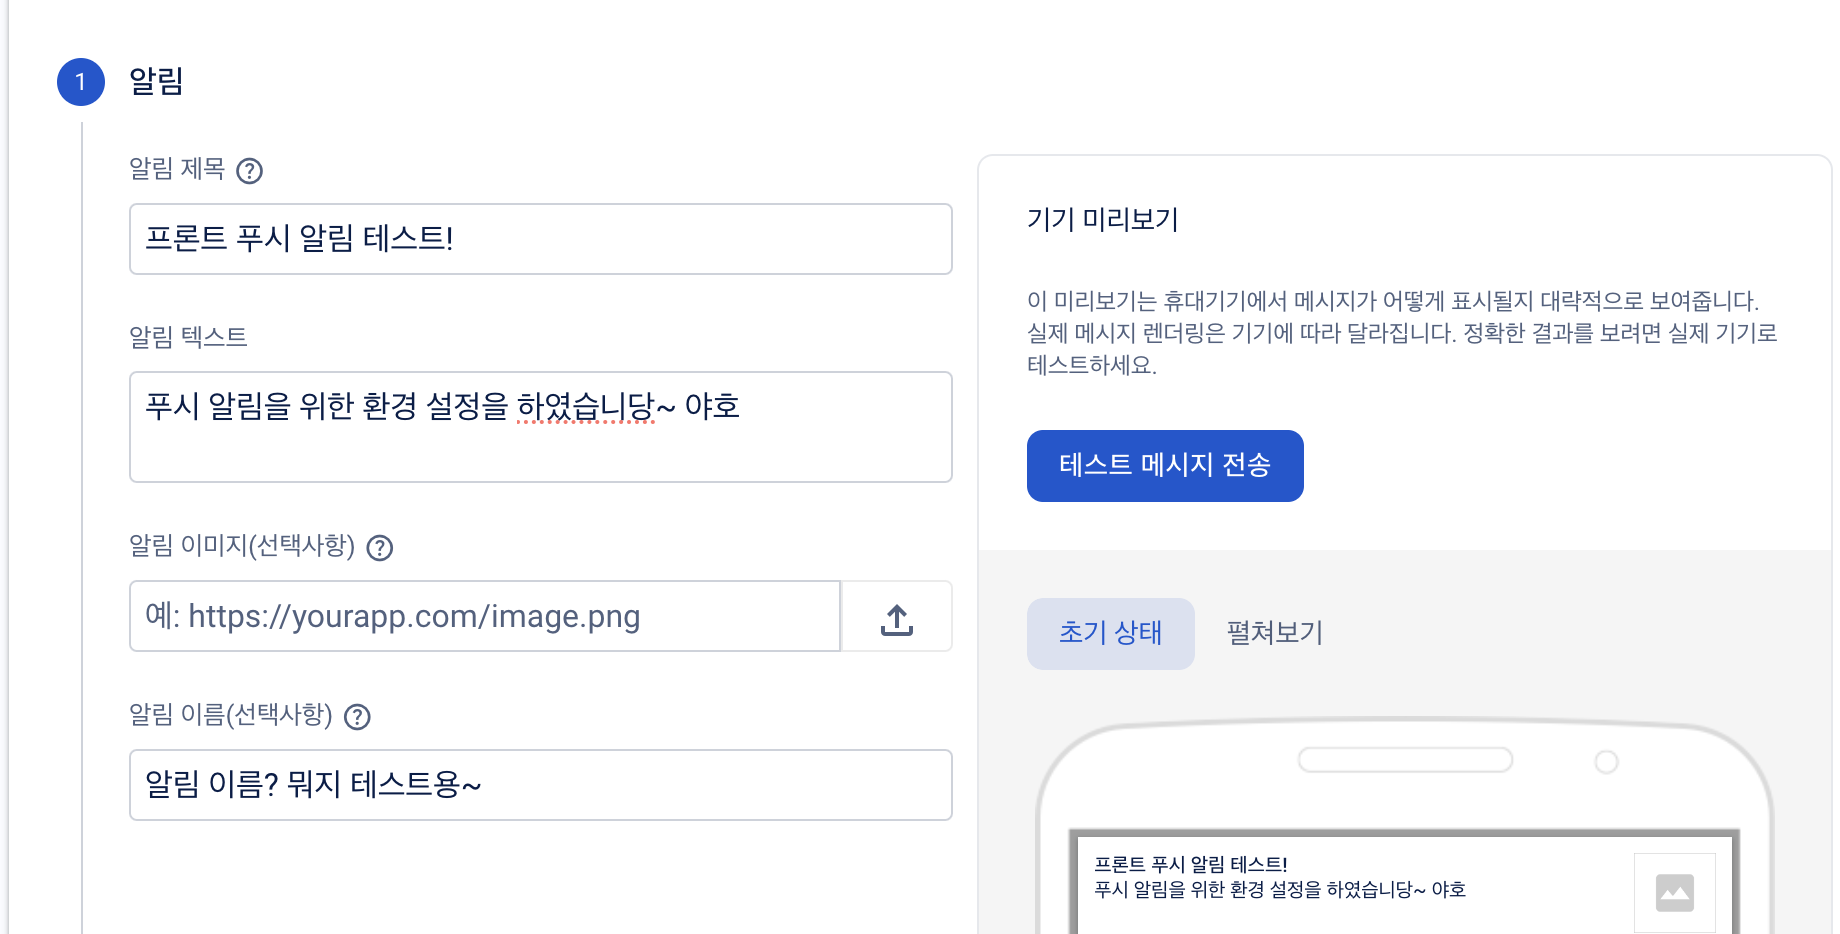 1 알림
알림 제목 ?
프론트 푸시 알림 테스트!
알림 텍스트
푸시 알림을 위한 환경 설정을 하였습니당~ 야호
알림 이미지(선택사항) ?
예: https://yourapp.com/image.png
알림 이름(선택사항) ?
알림 이름? 뭐지 테스트용~
기기 미리보기
이 미리보기는 휴대기기에서 메시지가 어떻게 표시될지 대략적으로 보여줍니다.
실제 메시지 렌더링은 기기에 따라 달라집니다. 정확한 결과를 보려면 실제 기기로
테스트하세요.
테스트 메시지 전송
초기 상태 펼쳐보기
프론트 푸시 알림 테스트!
푸시 알림을 위한 환경 설정을 하였습니당~ 야호